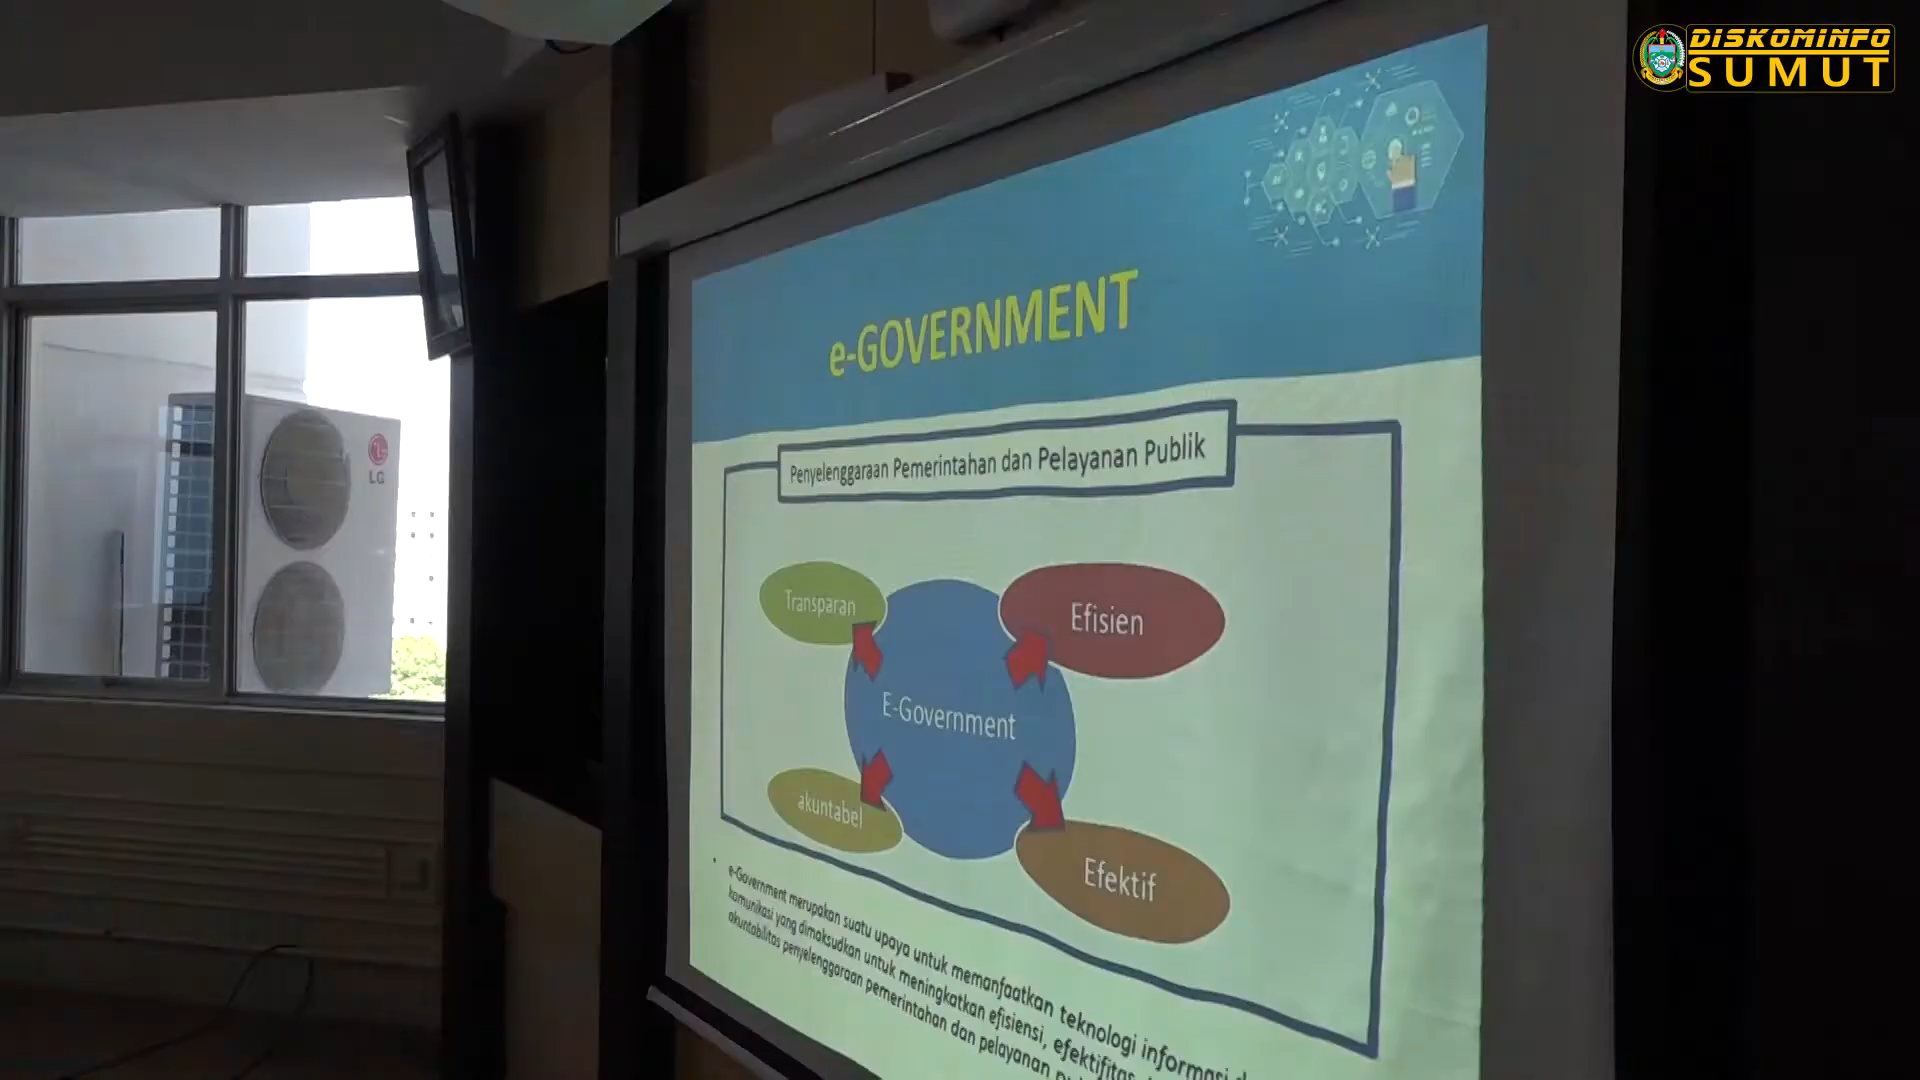 DISKOMINFO
SUMUT
LG
e-GOVERNMENT
Penyelenggaraan Pemerintahan dan Pelayanan Publik
Transparan
Efisien
E-Government
akuntabel
Efektif
e-Government merupakan suatu upaya untuk memanfaatkan teknologi informasi
komunikasi yang dimaksudkan untuk meningkatkan efisiensi, efektifitas
akuntabilitas penyelenggaraan pemerintahan dan pelayanan